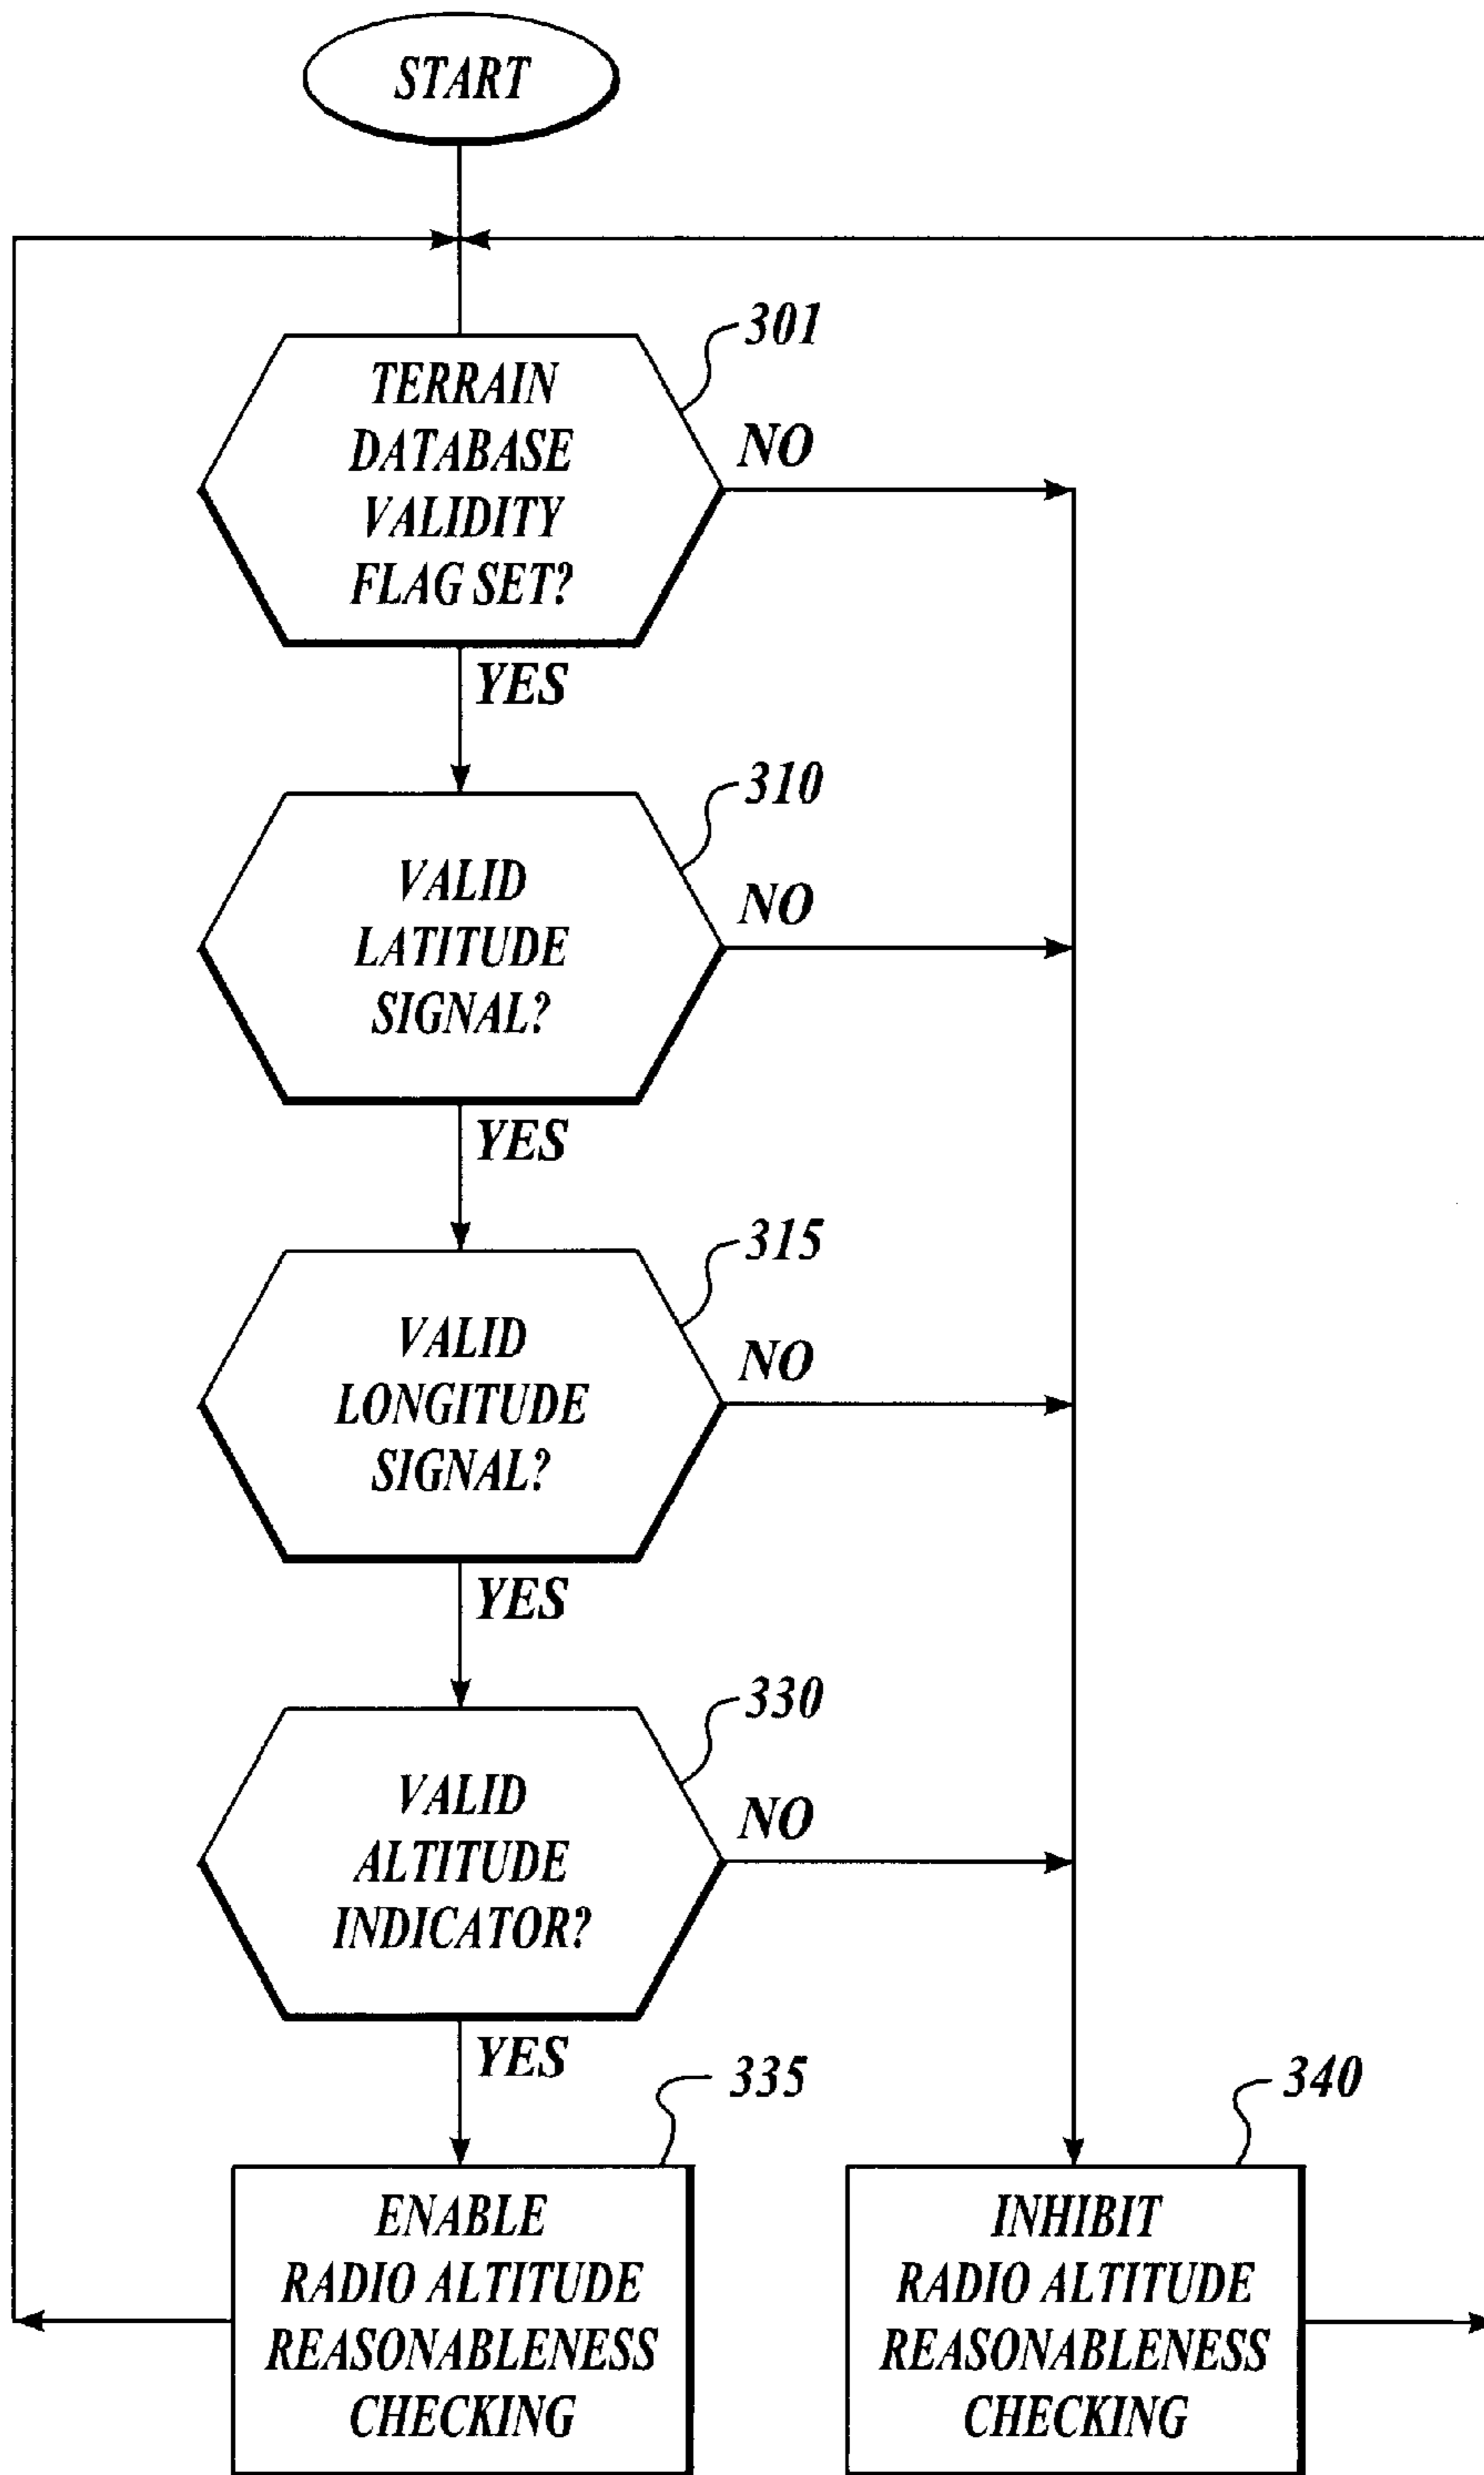 START
301
TERRAIN
DATABASE
VALIDITY
FLAG SET?
NO
YES
310
VALID
LATITUDE
SIGNAL?
NO
YES
315
VALID
LONGITUDE
SIGNAL?
NO
YES
330
VALID
ALTITUDE
INDICATOR?
NO
YES
335
ENABLE
RADIO ALTITUDE
REASONABLENESS
CHECKING
340
INHIBIT
RADIO ALTITUDE
REASONABLENESS
CHECKING